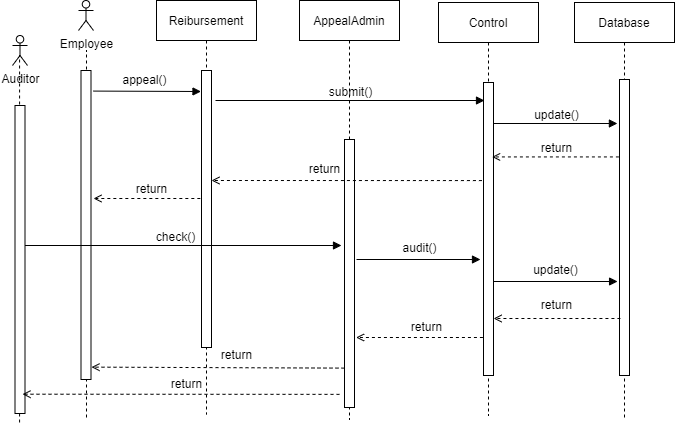 Reibursement
AppealAdmin
Control
Database
Employee
Auditor
appeal()
submit()
update()
return
return
return
check()
audit()
update()
return
return
return
return